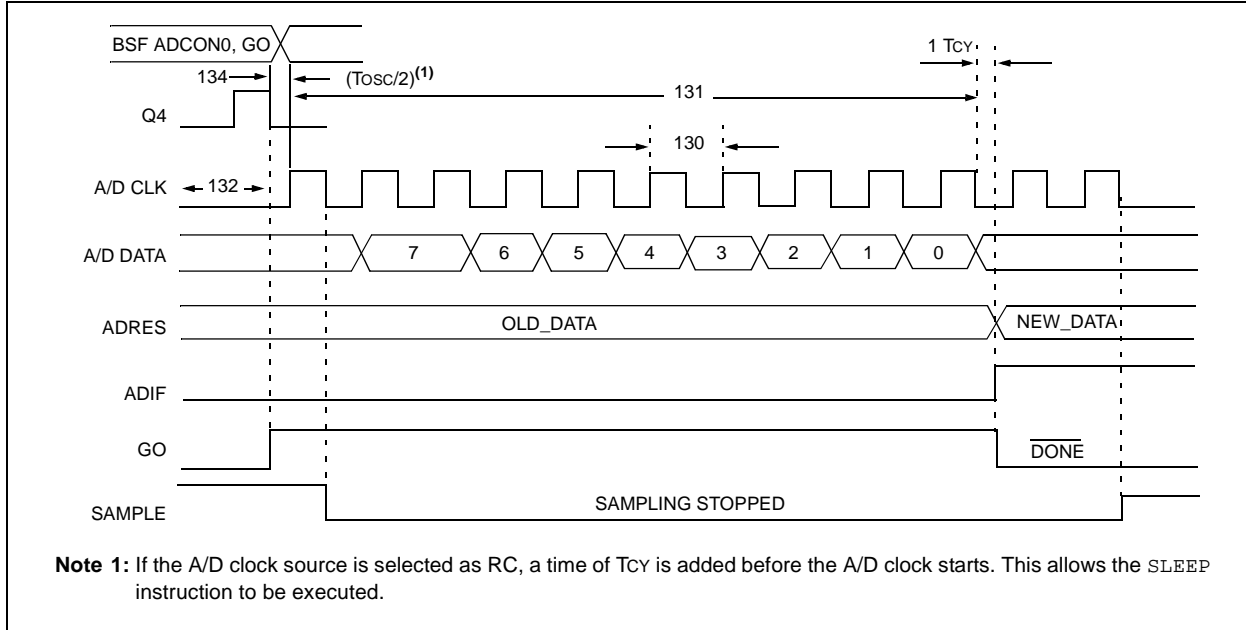 BSF ADCON0, GO
1 TCY
134
(TOSC/2)(1)
131
Q4
130
A/D CLK
132
A/D DATA
7 6 5 4 3 2 1 0
ADRES
OLD_DATA
NEW_DATA
ADIF
GO
DONE
SAMPLE
SAMPLING STOPPED
Note 1: If the A/D clock source is selected as RC, a time of TCY is added before the A/D clock starts. This allows the SLEEP
instruction to be executed.